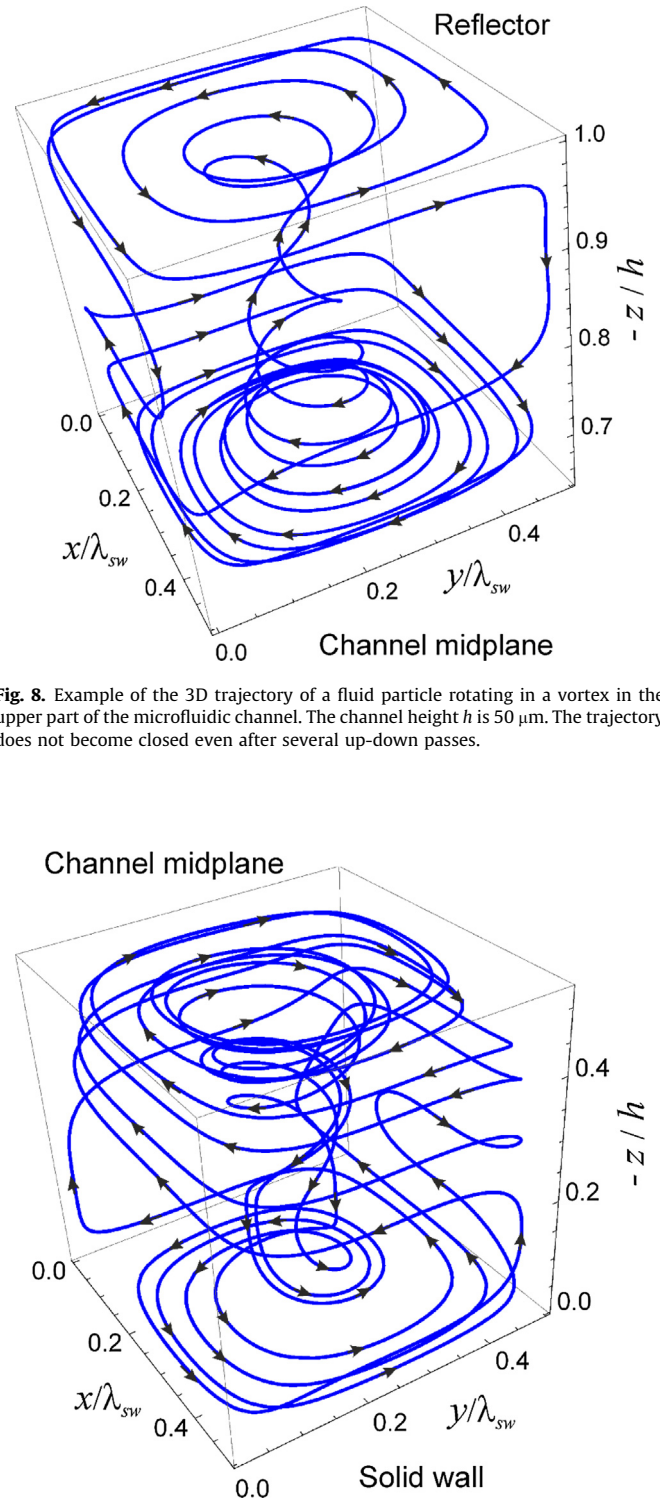 Reflector
1.0
0.9
- z / h
0.8
0.7
0.0
0.2
x/λsw
0.4
0.4
y/λsw
0.2
0.0
Channel midplane
Fig. 8. Example of the 3D trajectory of a fluid particle rotating in a vortex in the
upper part of the microfluidic channel. The channel height h is 50 μm. The trajectory
does not become closed even after several up-down passes.
Channel midplane
0.4
- z / h
0.2
0.0
0.0
0.2
x/λsw
0.4
0.4
y/λsw
0.2
0.0
Solid wall